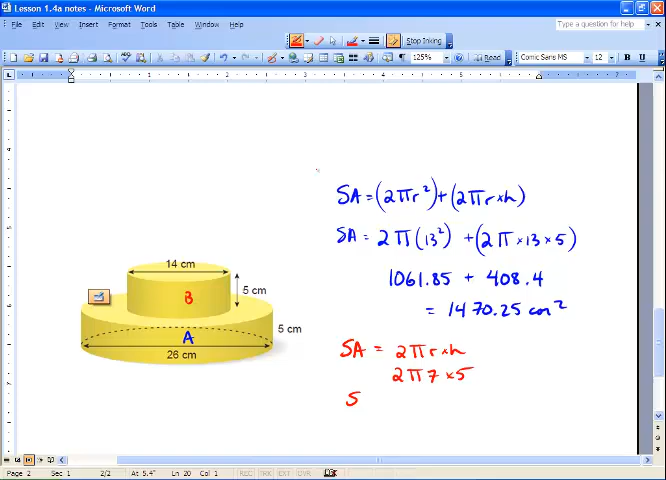 Lesson 1.4a notes - Microsoft Word
File Edit View Insert Format Tools Table Window Help
Type a question for help
Stop Inking
125%
Read
Comic Sans MS
12
B
SA = (2πr²) + (2πr×h)
SA = 2π(13²) + (2π×13×5)
1061.85 + 408.4
= 1470.25 cm²
14 cm
5 cm
B
A
5 cm
26 cm
SA = 2πr×h
2π7×5
S
Page 2 Sec 1 2/2 At 5.4" Ln 20 Col 1 REC TRK EXT OVR